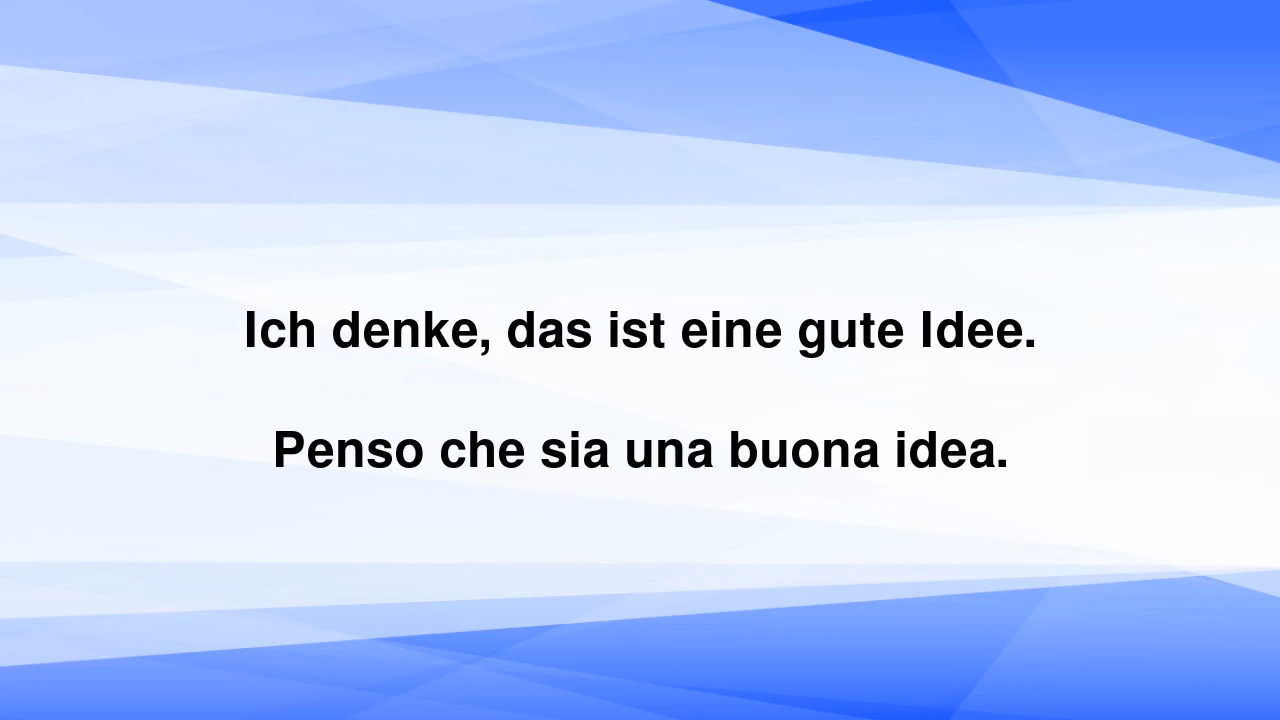 Ich denke, das ist eine gute Idee.
Penso che sia una buona idea.